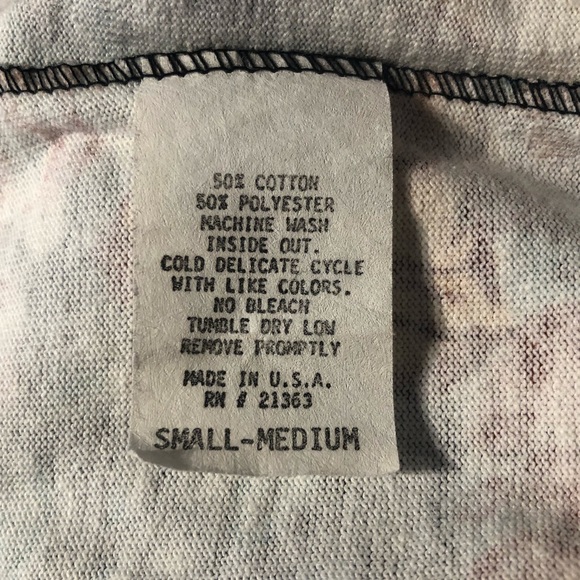 50% COTTON
50% POLYESTER
MACHINE WASH
INSIDE OUT.
COLD DELICATE CYCLE
WITH LIKE COLORS.
NO BLEACH
TUMBLE DRY LOW
REMOVE PROMPTLY
MADE IN U.S.A.
RN # 21363
SMALL-MEDIUM